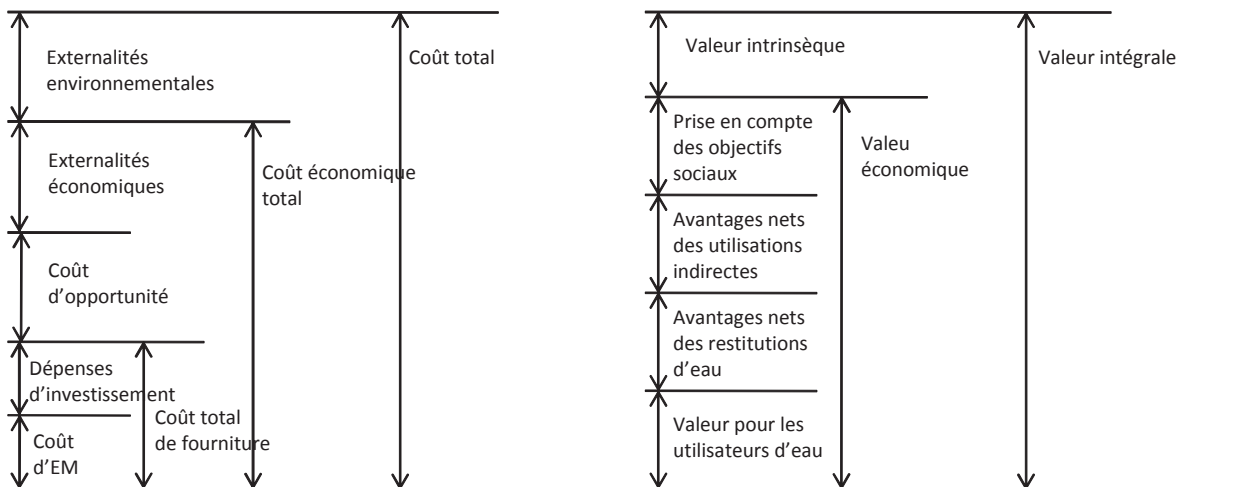 Externalités
environnementales
Coût total
Externalités
économiques
Coût économique
total
Coût
d'opportunité
Dépenses
d'investissement
Coût total
de fourniture
Coût
d'EM
Valeur intrinsèque
Valeur intégrale
Prise en compte
des objectifs
sociaux
Valeu
économique
Avantages nets
des utilisations
indirectes
Avantages nets
des restitutions
d'eau
Valeur pour les
utilisateurs d'eau